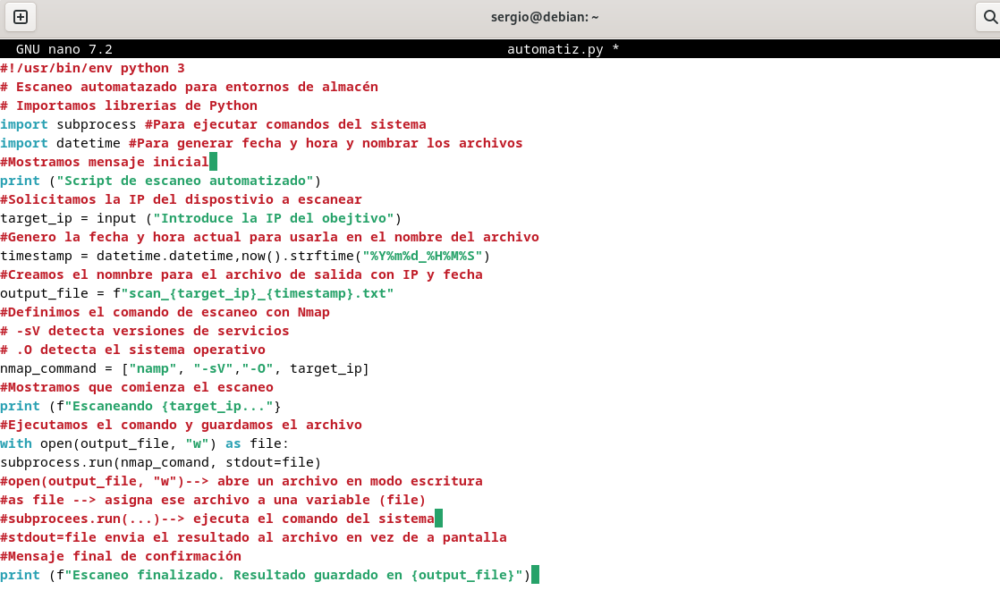 sergio@debian: ~
GNU nano 7.2 automatiz.py *
#!/usr/bin/env python 3
# Escaneo automatazado para entornos de almacén
# Importamos librerias de Python
import subprocess #Para ejecutar comandos del sistema
import datetime #Para generar fecha y hora y nombrar los archivos
#Mostramos mensaje inicial
print ("Script de escaneo automatizado")
#Solicitamos la IP del dispostivio a escanear
target_ip = input ("Introduce la IP del obejtivo")
#Genero la fecha y hora actual para usarla en el nombre del archivo
timestamp = datetime.datetime,now().strftime("%Y%m%d_%H%M%S")
#Creamos el nomnbre para el archivo de salida con IP y fecha
output_file = f"scan_{target_ip}_{timestamp}.txt"
#Definimos el comando de escaneo con Nmap
# -sV detecta versiones de servicios
# .O detecta el sistema operativo
nmap_command = ["namp", "-sV","-O", target_ip]
#Mostramos que comienza el escaneo
print (f"Escaneando {target_ip..."}
#Ejecutamos el comando y guardamos el archivo
with open(output_file, "w") as file:
subprocess.run(nmap_comand, stdout=file)
#open(output_file, "w")--> abre un archivo en modo escritura
#as file --> asigna ese archivo a una variable (file)
#subprocees.run(...)--> ejecuta el comando del sistema
#stdout=file envia el resultado al archivo en vez de a pantalla
#Mensaje final de confirmación
print (f"Escaneo finalizado. Resultado guardado en {output_file}")